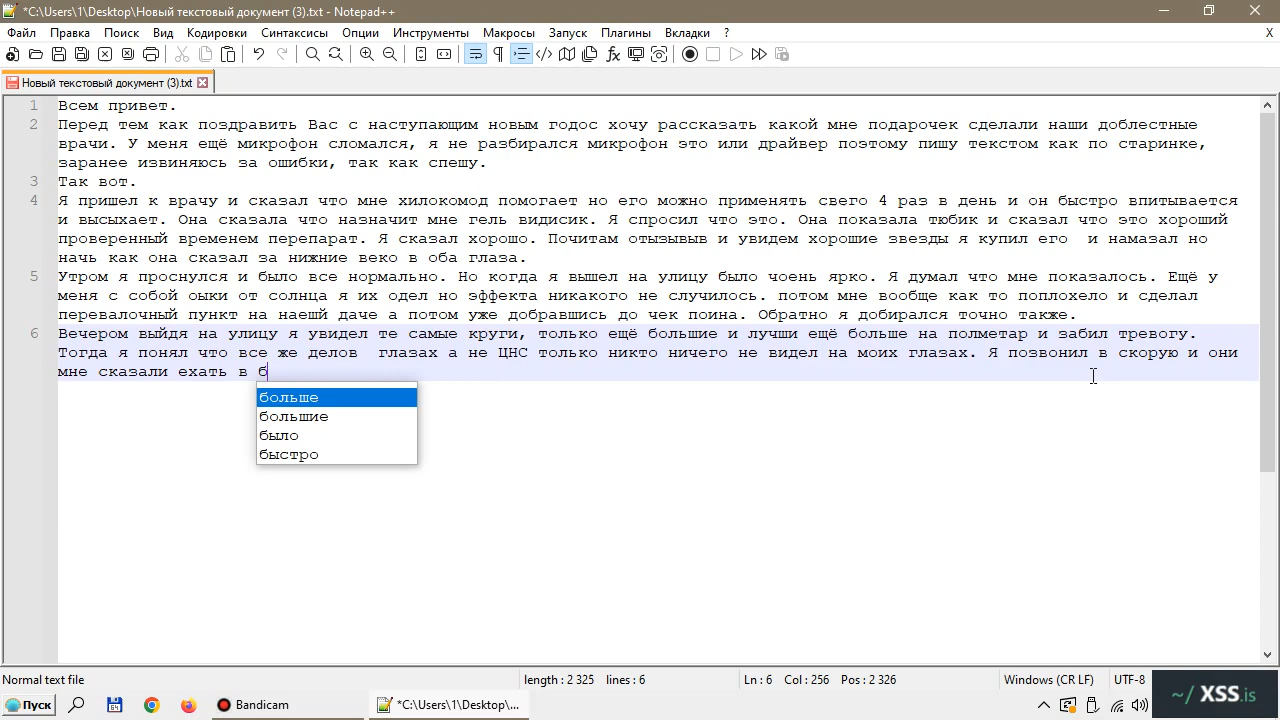 *C:\Users\1\Desktop\Новый текстовый документ (3).txt - Notepad++
Файл Правка Поиск Вид Кодировки Синтаксисы Опции Инструменты Макросы Запуск Плагины Вкладки ? X
Новый текстовый документ (3).txt
1 Всем привет.
2 Перед тем как поздравить Вас с наступающим новым годос хочу рассказать какой мне подарочек сделали наши доблестные
врачи. У меня ещё микрофон сломался, я не разбирался микрофон это или драйвер поэтому пишу текстом как по старинке,
заранее извиняюсь за ошибки, так как спешу.
3 Так вот.
4 Я пришел к врачу и сказал что мне хилокомод помогает но его можно применять свего 4 раз в день и он быстро впитывается
и высыхает. Она сказала что назначит мне гель видисик. Я спросил что это. Она показала тюбик и сказал что это хороший
проверенный временем перепарат. Я сказал хорошо. Почитам отызывыв и увидем хорошие звезды я купил его  и намазал но
начь как она сказал за нижние веко в оба глаза.
5 Утром я проснулся и было все нормально. Но когда я вышел на улицу было чоень ярко. Я думал что мне показалось. Ещё у
меня с собой оыки от солнца я их одел но эффекта никакого не случилось. потом мне вообще как то поплохело и сделал
перевалочный пункт на наешй даче а потом уже добравшись до чек поина. Обратно я добирался точно также.
6 Вечером выйдя на улицу я увидел те самые круги, только ещё большие и лучши ещё больше на полметар и забил тревогу.
Тогда я понял что все же делов  глазах а не ЦНС только никто ничего не видел на моих глазах. Я позвонил в скорую и они
мне сказали ехать в б
больше
большие
было
быстро
Normal text file length : 2 325 lines : 6 Ln : 6 Col : 256 Pos : 2 326 Windows (CR LF) UTF-8
Пуск Bandicam *C:\Users\1\Desktop\... ~/ XSS.is